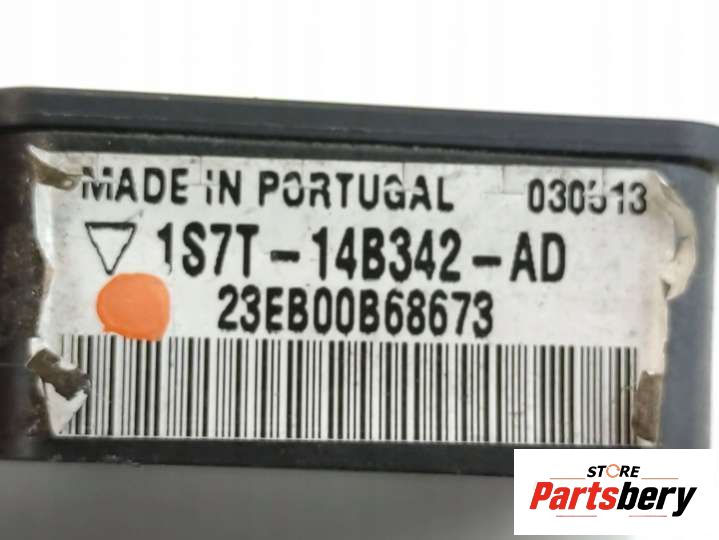 MADE IN PORTUGAL 030513
1S7T-14B342-AD
23EB00B68673
STORE
Partsbery